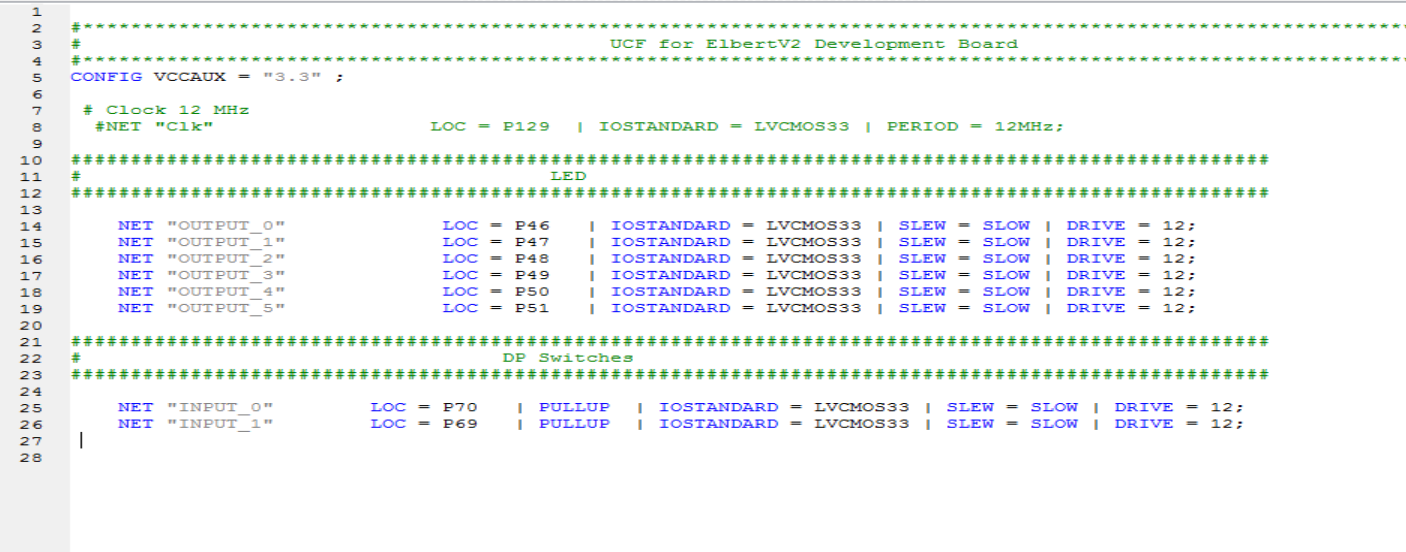 1
2 #****************************************************************************************************************
3 # UCF for ElbertV2 Development Board
4 #****************************************************************************************************************
5 CONFIG VCCAUX = "3.3" ;
6
7 # Clock 12 MHz
8 #NET "Clk" LOC = P129 | IOSTANDARD = LVCMOS33 | PERIOD = 12MHz;
9
10 ####################################################################################################
11 # LED
12 ####################################################################################################
13
14 NET "OUTPUT_0" LOC = P46 | IOSTANDARD = LVCMOS33 | SLEW = SLOW | DRIVE = 12;
15 NET "OUTPUT_1" LOC = P47 | IOSTANDARD = LVCMOS33 | SLEW = SLOW | DRIVE = 12;
16 NET "OUTPUT_2" LOC = P48 | IOSTANDARD = LVCMOS33 | SLEW = SLOW | DRIVE = 12;
17 NET "OUTPUT_3" LOC = P49 | IOSTANDARD = LVCMOS33 | SLEW = SLOW | DRIVE = 12;
18 NET "OUTPUT_4" LOC = P50 | IOSTANDARD = LVCMOS33 | SLEW = SLOW | DRIVE = 12;
19 NET "OUTPUT_5" LOC = P51 | IOSTANDARD = LVCMOS33 | SLEW = SLOW | DRIVE = 12;
20
21 ####################################################################################################
22 # DP Switches
23 ####################################################################################################
24
25 NET "INPUT_0" LOC = P70 | PULLUP | IOSTANDARD = LVCMOS33 | SLEW = SLOW | DRIVE = 12;
26 NET "INPUT_1" LOC = P69 | PULLUP | IOSTANDARD = LVCMOS33 | SLEW = SLOW | DRIVE = 12;
27
28